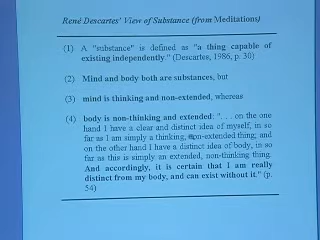 René Descartes' View of Substance (from Meditations)
(1) A "substance" is defined as "a thing capable of
existing independently." (Descartes, 1986, p. 30)
(2) Mind and body both are substances, but
(3) mind is thinking and non-extended, whereas
(4) body is non-thinking and extended: ". . . on the one
hand I have a clear and distinct idea of myself, in so
far as I am simply a thinking, non-extended thing; and
on the other hand I have a distinct idea of body, in so
far as this is simply an extended, non-thinking thing.
And accordingly, it is certain that I am really
distinct from my body, and can exist without it." (p.
54)